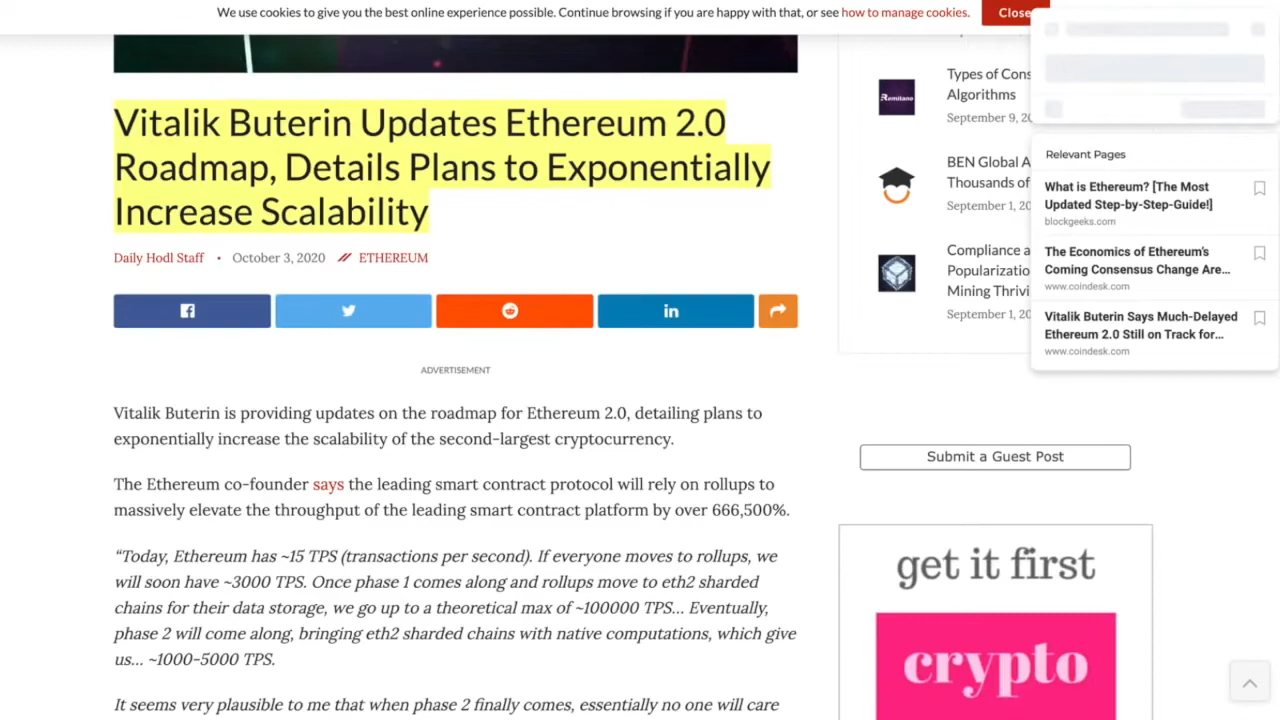 We use cookies to give you the best online experience possible. Continue browsing if you are happy with that, or see how to manage cookies.
Close
Vitalik Buterin Updates Ethereum 2.0
Roadmap, Details Plans to Exponentially
Increase Scalability
Daily Hodl Staff • October 3, 2020 // ETHEREUM
ADVERTISEMENT
Vitalik Buterin is providing updates on the roadmap for Ethereum 2.0, detailing plans to
exponentially increase the scalability of the second-largest cryptocurrency.
The Ethereum co-founder says the leading smart contract protocol will rely on rollups to
massively elevate the throughput of the leading smart contract platform by over 666,500%.
“Today, Ethereum has ~15 TPS (transactions per second). If everyone moves to rollups, we
will soon have ~3000 TPS. Once phase 1 comes along and rollups move to eth2 sharded
chains for their data storage, we go up to a theoretical max of ~100000 TPS… Eventually,
phase 2 will come along, bringing eth2 sharded chains with native computations, which give
us… ~1000-5000 TPS.
It seems very plausible to me that when phase 2 finally comes, essentially no one will care
Remitano
Types of Cons
Algorithms
September 9, 20
BEN Global A
Thousands of
September 1, 20
Compliance a
Popularizatio
Mining Thrivi
September 1, 20
Relevant Pages
What is Ethereum? [The Most
Updated Step-by-Step-Guide!]
blockgeeks.com
The Economics of Ethereum’s
Coming Consensus Change Are…
www.coindesk.com
Vitalik Buterin Says Much-Delayed
Ethereum 2.0 Still on Track for…
www.coindesk.com
Submit a Guest Post
get it first
crypto